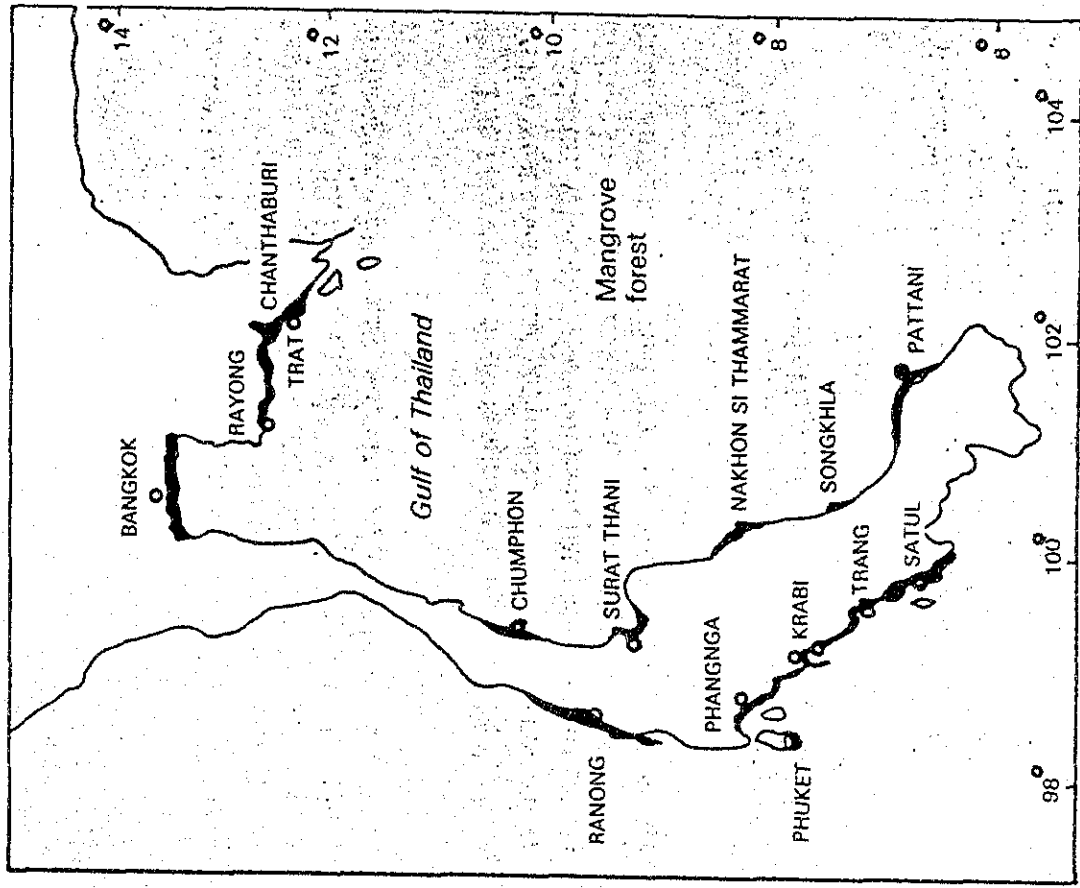 BANGKOK
RAYONG
CHANTHABURI
TRAT
Gulf of Thailand
CHUMPHON
RANONG
SURAT THANI
Mangrove
forest
PHANGNGA
PHUKET
KRABI
NAKHON SI THAMMARAT
TRANG
SONGKHLA
SATUL
PATTANI
14°
12°
10°
8°
6°
98°
100°
102°
104°